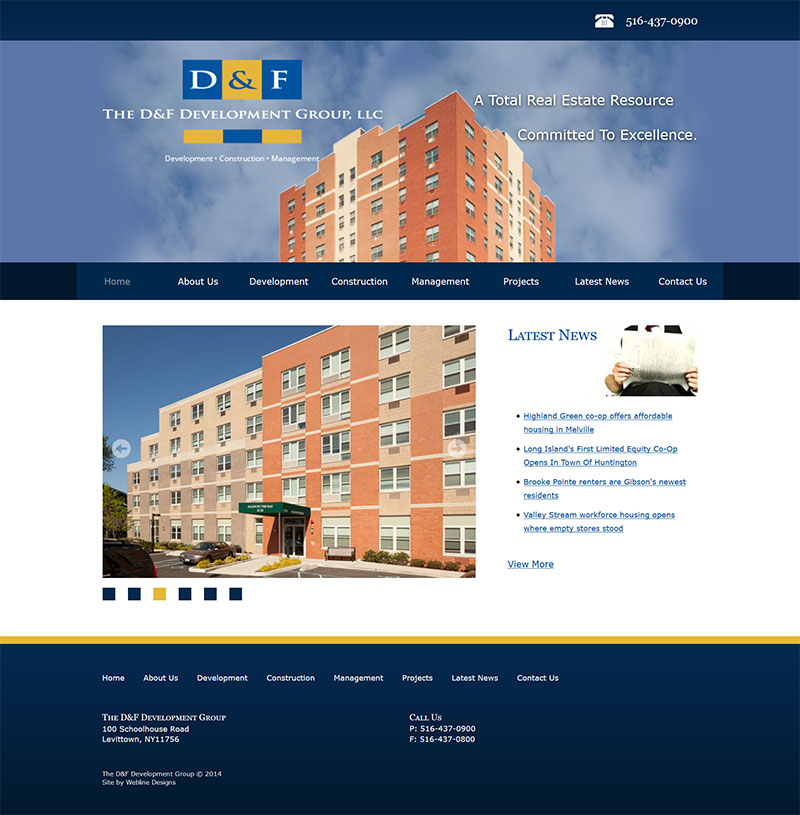 516-437-0900
D & F
THE D&F DEVELOPMENT GROUP, LLC
Development • Construction • Management
A Total Real Estate Resource
Committed To Excellence.
Home About Us Development Construction Management Projects Latest News Contact Us
LATEST NEWS
• Highland Green co-op offers affordable
housing in Melville
• Long Island's First Limited Equity Co-Op
Opens In Town Of Huntington
• Brooke Pointe renters are Gibson's newest
residents
• Valley Stream workforce housing opens
where empty stores stood
View More
Home About Us Development Construction Management Projects Latest News Contact Us
THE D&F DEVELOPMENT GROUP
100 Schoolhouse Road
Levittown, NY11756
CALL US
P: 516-437-0900
F: 516-437-0800
The D&F Development Group © 2014
Site by Webline Designs